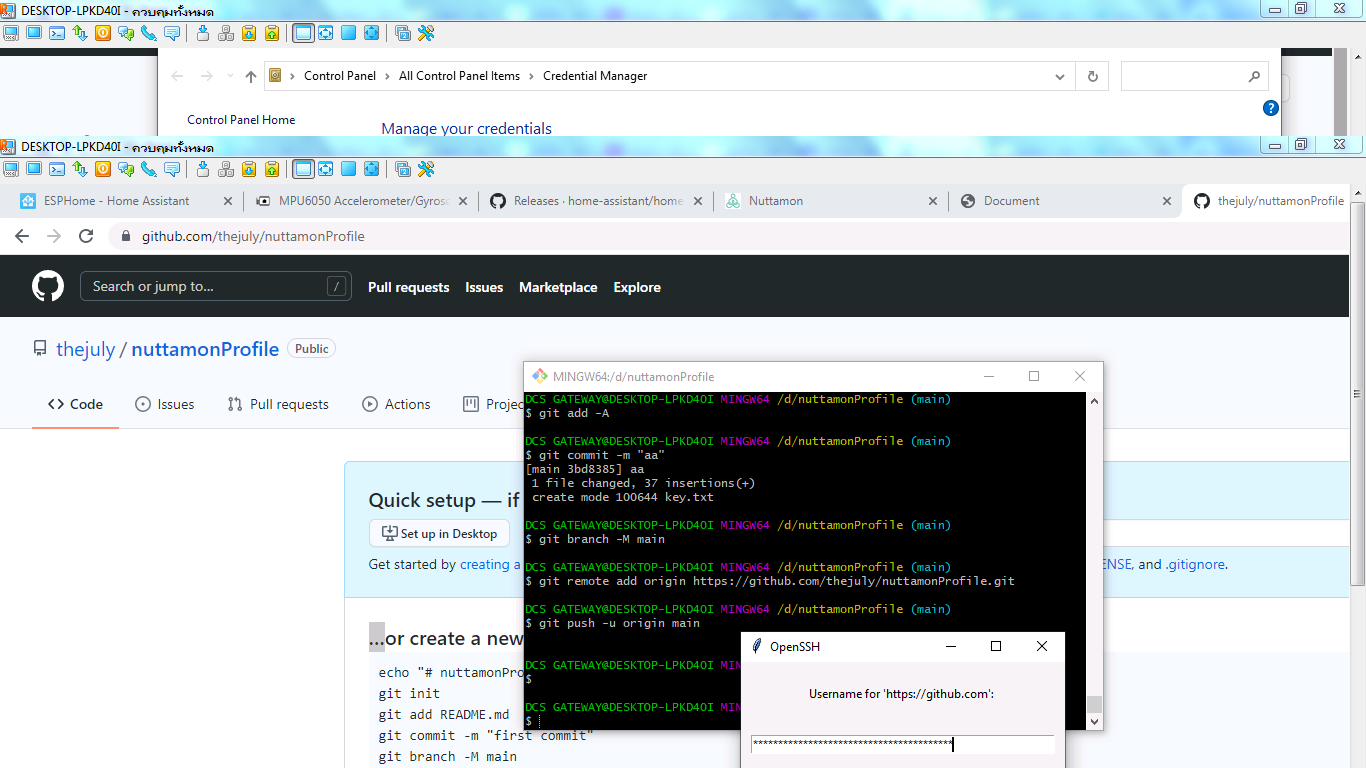 DESKTOP-LPKD40I - ควบคุมทั้งหมด
Control Panel
All Control Panel Items
Credential Manager
Control Panel Home
Manage your credentials
DESKTOP-LPKD40I - ควบคุมทั้งหมด
ESPHome - Home Assistant
MPU6050 Accelerometer/Gyros
Releases · home-assistant/home
Nuttamon
Document
thejuly/nuttamonProfile
github.com/thejuly/nuttamonProfile
Search or jump to...
/
Pull requests
Issues
Marketplace
Explore
thejuly / nuttamonProfile
Public
Code
Issues
Pull requests
Actions
Projec
Quick setup — if
Set up in Desktop
Get started by creating a
ENSE, and .gitignore.
...or create a new
echo "# nuttamonPro
git init
git add README.md
git commit -m "first commit"
git branch -M main
MINGW64:/d/nuttamonProfile
DCS GATEWAY@DESKTOP-LPKD40I MINGW64 /d/nuttamonProfile (main)
$ git add -A
DCS GATEWAY@DESKTOP-LPKD40I MINGW64 /d/nuttamonProfile (main)
$ git commit -m "aa"
[main 3bd8385] aa
1 file changed, 37 insertions(+)
create mode 100644 key.txt
DCS GATEWAY@DESKTOP-LPKD40I MINGW64 /d/nuttamonProfile (main)
$ git branch -M main
DCS GATEWAY@DESKTOP-LPKD40I MINGW64 /d/nuttamonProfile (main)
$ git remote add origin https://github.com/thejuly/nuttamonProfile.git
DCS GATEWAY@DESKTOP-LPKD40I MINGW64 /d/nuttamonProfile (main)
$ git push -u origin main
DCS GATEWAY@DESKTOP-LPKD40I MIN
$
DCS GATEWAY@DESKTOP-LPKD40I MIN
$
OpenSSH
Username for 'https://github.com':
****************************************